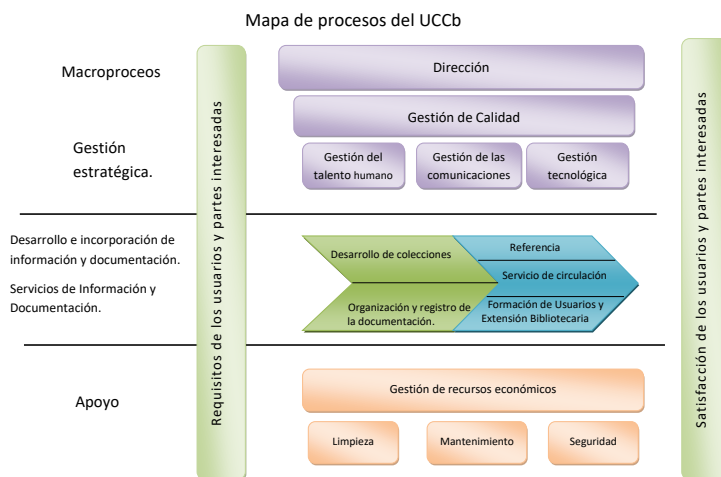 Mapa de procesos del UCCb
Macroproceos
Requisitos de los usuarios y partes interesadas
Dirección
Satisfacción de los usuarios y partes interesadas
Gestión de Calidad
Gestión
estratégica.
Gestión del
talento humano
Gestión de las
comunicaciones
Gestión
tecnológica
Desarrollo e incorporación de
información y documentación.
Servicios de Información y
Documentación.
Desarrollo de colecciones
Organización y registro de
la documentación.
Referencia
Servicio de circulación
Formación de Usuarios y
Extensión Bibliotecaria
Apoyo
Gestión de recursos económicos
Limpieza
Mantenimiento
Seguridad